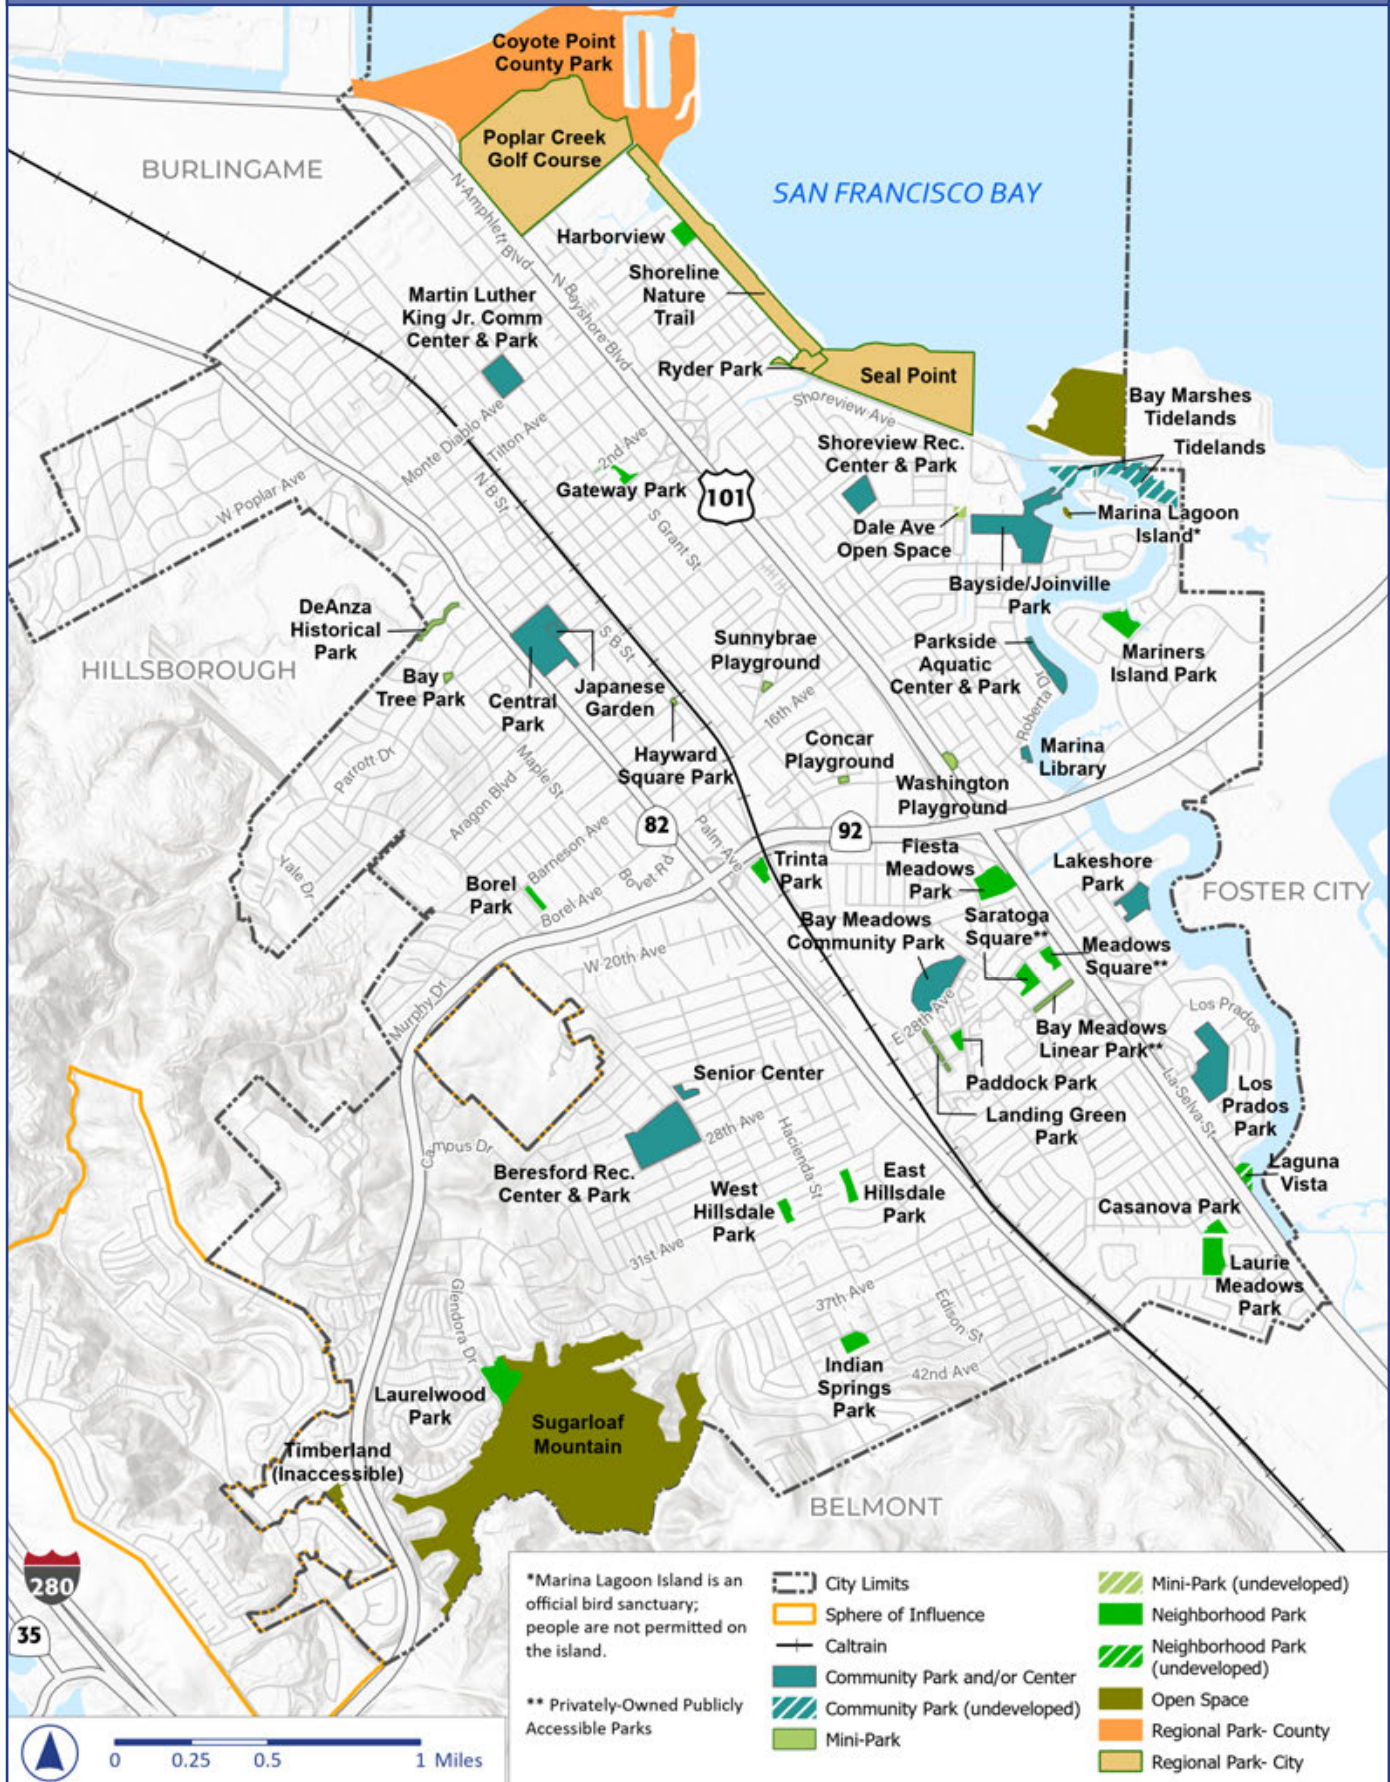 Coyote Point
County Park
Poplar Creek
Golf Course
BURLINGAME
SAN FRANCISCO BAY
N Amphlett Blvd
Harborview
N Bayshore Blvd
Shoreline
Nature
Trail
Martin Luther
King Jr. Comm
Center & Park
Ryder Park
Seal Point
Bay Marshes
Tidelands
Shoreview Ave
Monte Diablo Ave
Tilton Ave
2nd Ave
Shoreview Rec.
Center & Park
Tidelands
W Poplar Ave
N B St
Gateway Park
101
Marina Lagoon
Island*
S Grant St
Dale Ave
Open Space
Bayside/Joinville
Park
DeAnza
Historical
Park
S B St
Sunnybrae
Playground
Parkside
Aquatic
Center & Park
Mariners
Island Park
HILLSBOROUGH
Bay
Tree Park
Central
Park
Japanese
Garden
16th Ave
Roberta Dr
Hayward
Square Park
Concar
Playground
Marina
Library
Parrott Dr
Maple St
Aragon Blvd
Washington
Playground
82
Palm Ave
92
Barneson Ave
Bovet Rd
Yale Dr
Borel
Park
Borel Ave
Trinta
Park
Fiesta
Meadows
Park
Lakeshore
Park
FOSTER CITY
Bay Meadows
Community Park
Saratoga
Square**
Meadows
Square**
W 20th Ave
Murphy Dr
E 28th Ave
Los Prados
Bay Meadows
Linear Park**
Senior Center
Paddock Park
La Selva St
Los
Prados
Park
Landing Green
Park
28th Ave
Hacienda St
Campus Dr
Beresford Rec.
Center & Park
West
Hillsdale
Park
East
Hillsdale
Park
Laguna
Vista
Casanova Park
31st Ave
Laurie
Meadows
Park
Glendora Dr
37th Ave
Edison St
Indian
Springs
Park
42nd Ave
Laurelwood
Park
Sugarloaf
Mountain
Timberland
(Inaccessible)
BELMONT
280
35
*Marina Lagoon Island is an
official bird sanctuary;
people are not permitted on
the island.
** Privately-Owned Publicly
Accessible Parks
City Limits
Sphere of Influence
Caltrain
Community Park and/or Center
Community Park (undeveloped)
Mini-Park
Mini-Park (undeveloped)
Neighborhood Park
Neighborhood Park
(undeveloped)
Open Space
Regional Park- County
Regional Park- City
0 0.25 0.5 1 Miles